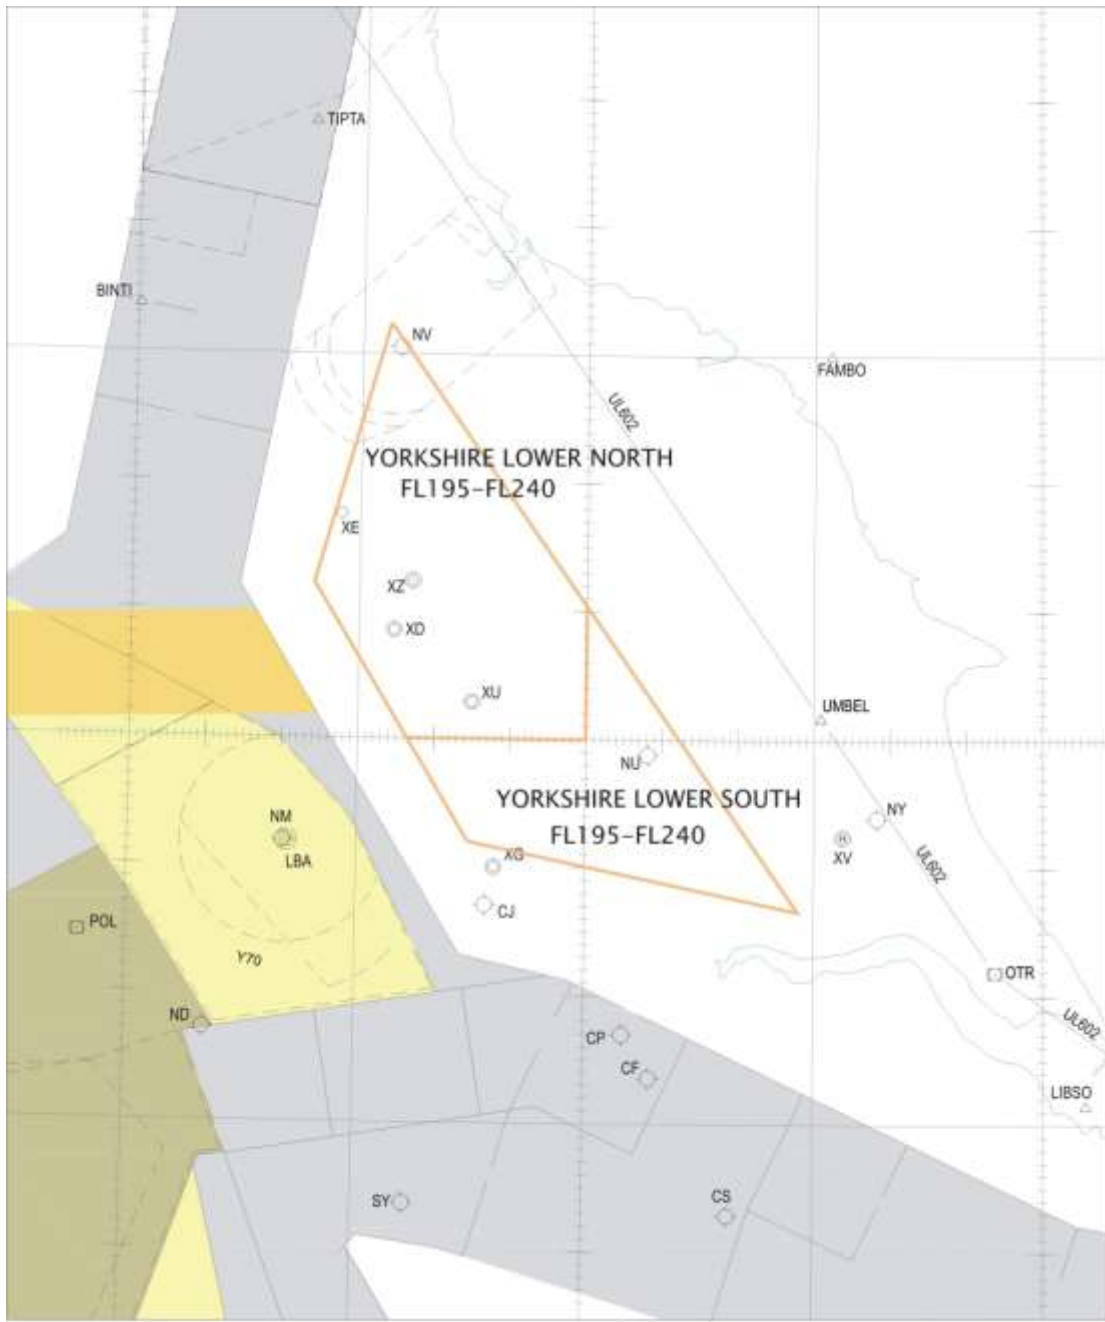 TIPTA
BINTI
NV
FAMBO
UL602
YORKSHIRE LOWER NORTH
FL195-FL240
XE
XZ
XD
XU
UMBEL
NU
YORKSHIRE LOWER SOUTH
FL195-FL240
NM
LBA
NY
XV
UL602
XG
CJ
POL
Y70
OTR
ND
UL602
CP
CF
LIBSO
SY
CS